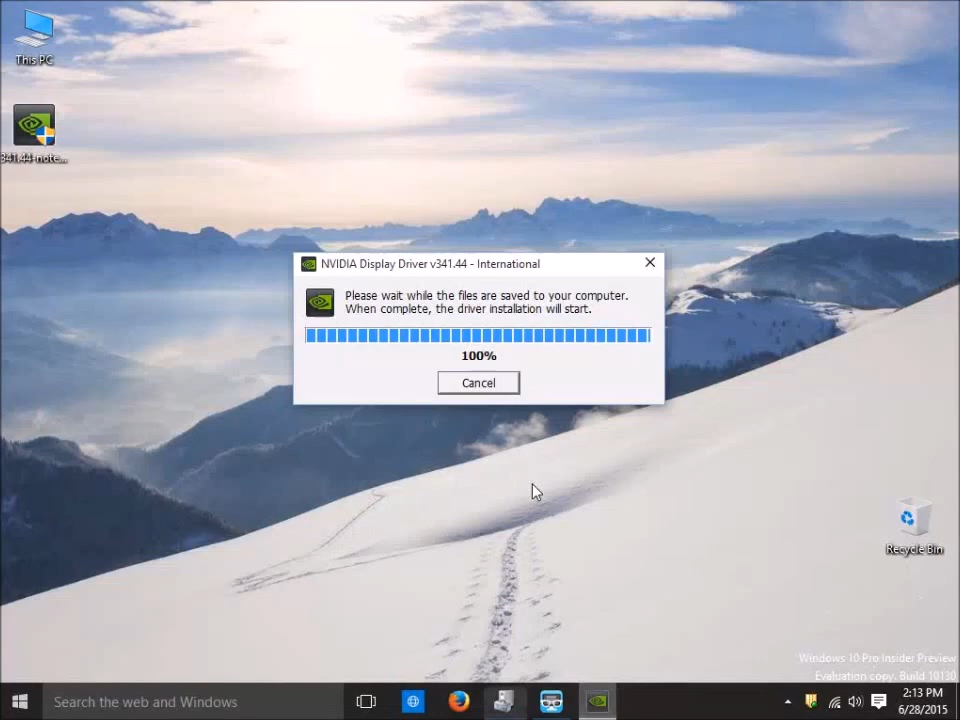 This PC
341.44-note...
NVIDIA Display Driver v341.44 - International
Please wait while the files are saved to your computer.
When complete, the driver installation will start.
100%
Cancel
Recycle Bin
Windows 10 Pro Insider Preview
Evaluation copy. Build 10130
Search the web and Windows
2:13 PM
6/28/2015